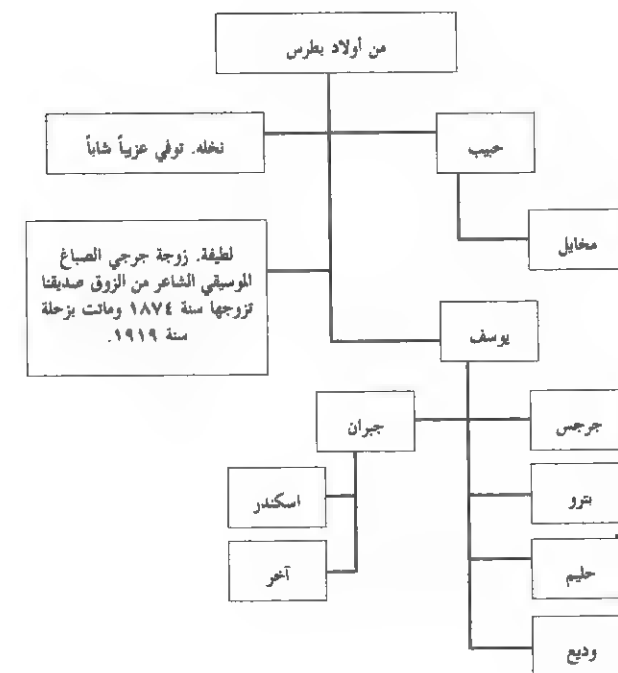 من أولاد بطرس
حبيب
نخله. توفي عزيباً شاباً
مخايل
لطيفة. زوجة جرجي الصباغ
الموسيقي الشاعر من الزوق صديقنا
تزوجها سنة ١٨٧٤ وماتت بزحلة
سنة ١٩١٩.
يوسف
جرجس
جبران
بترو
اسكندر
حليم
آخر
وديع